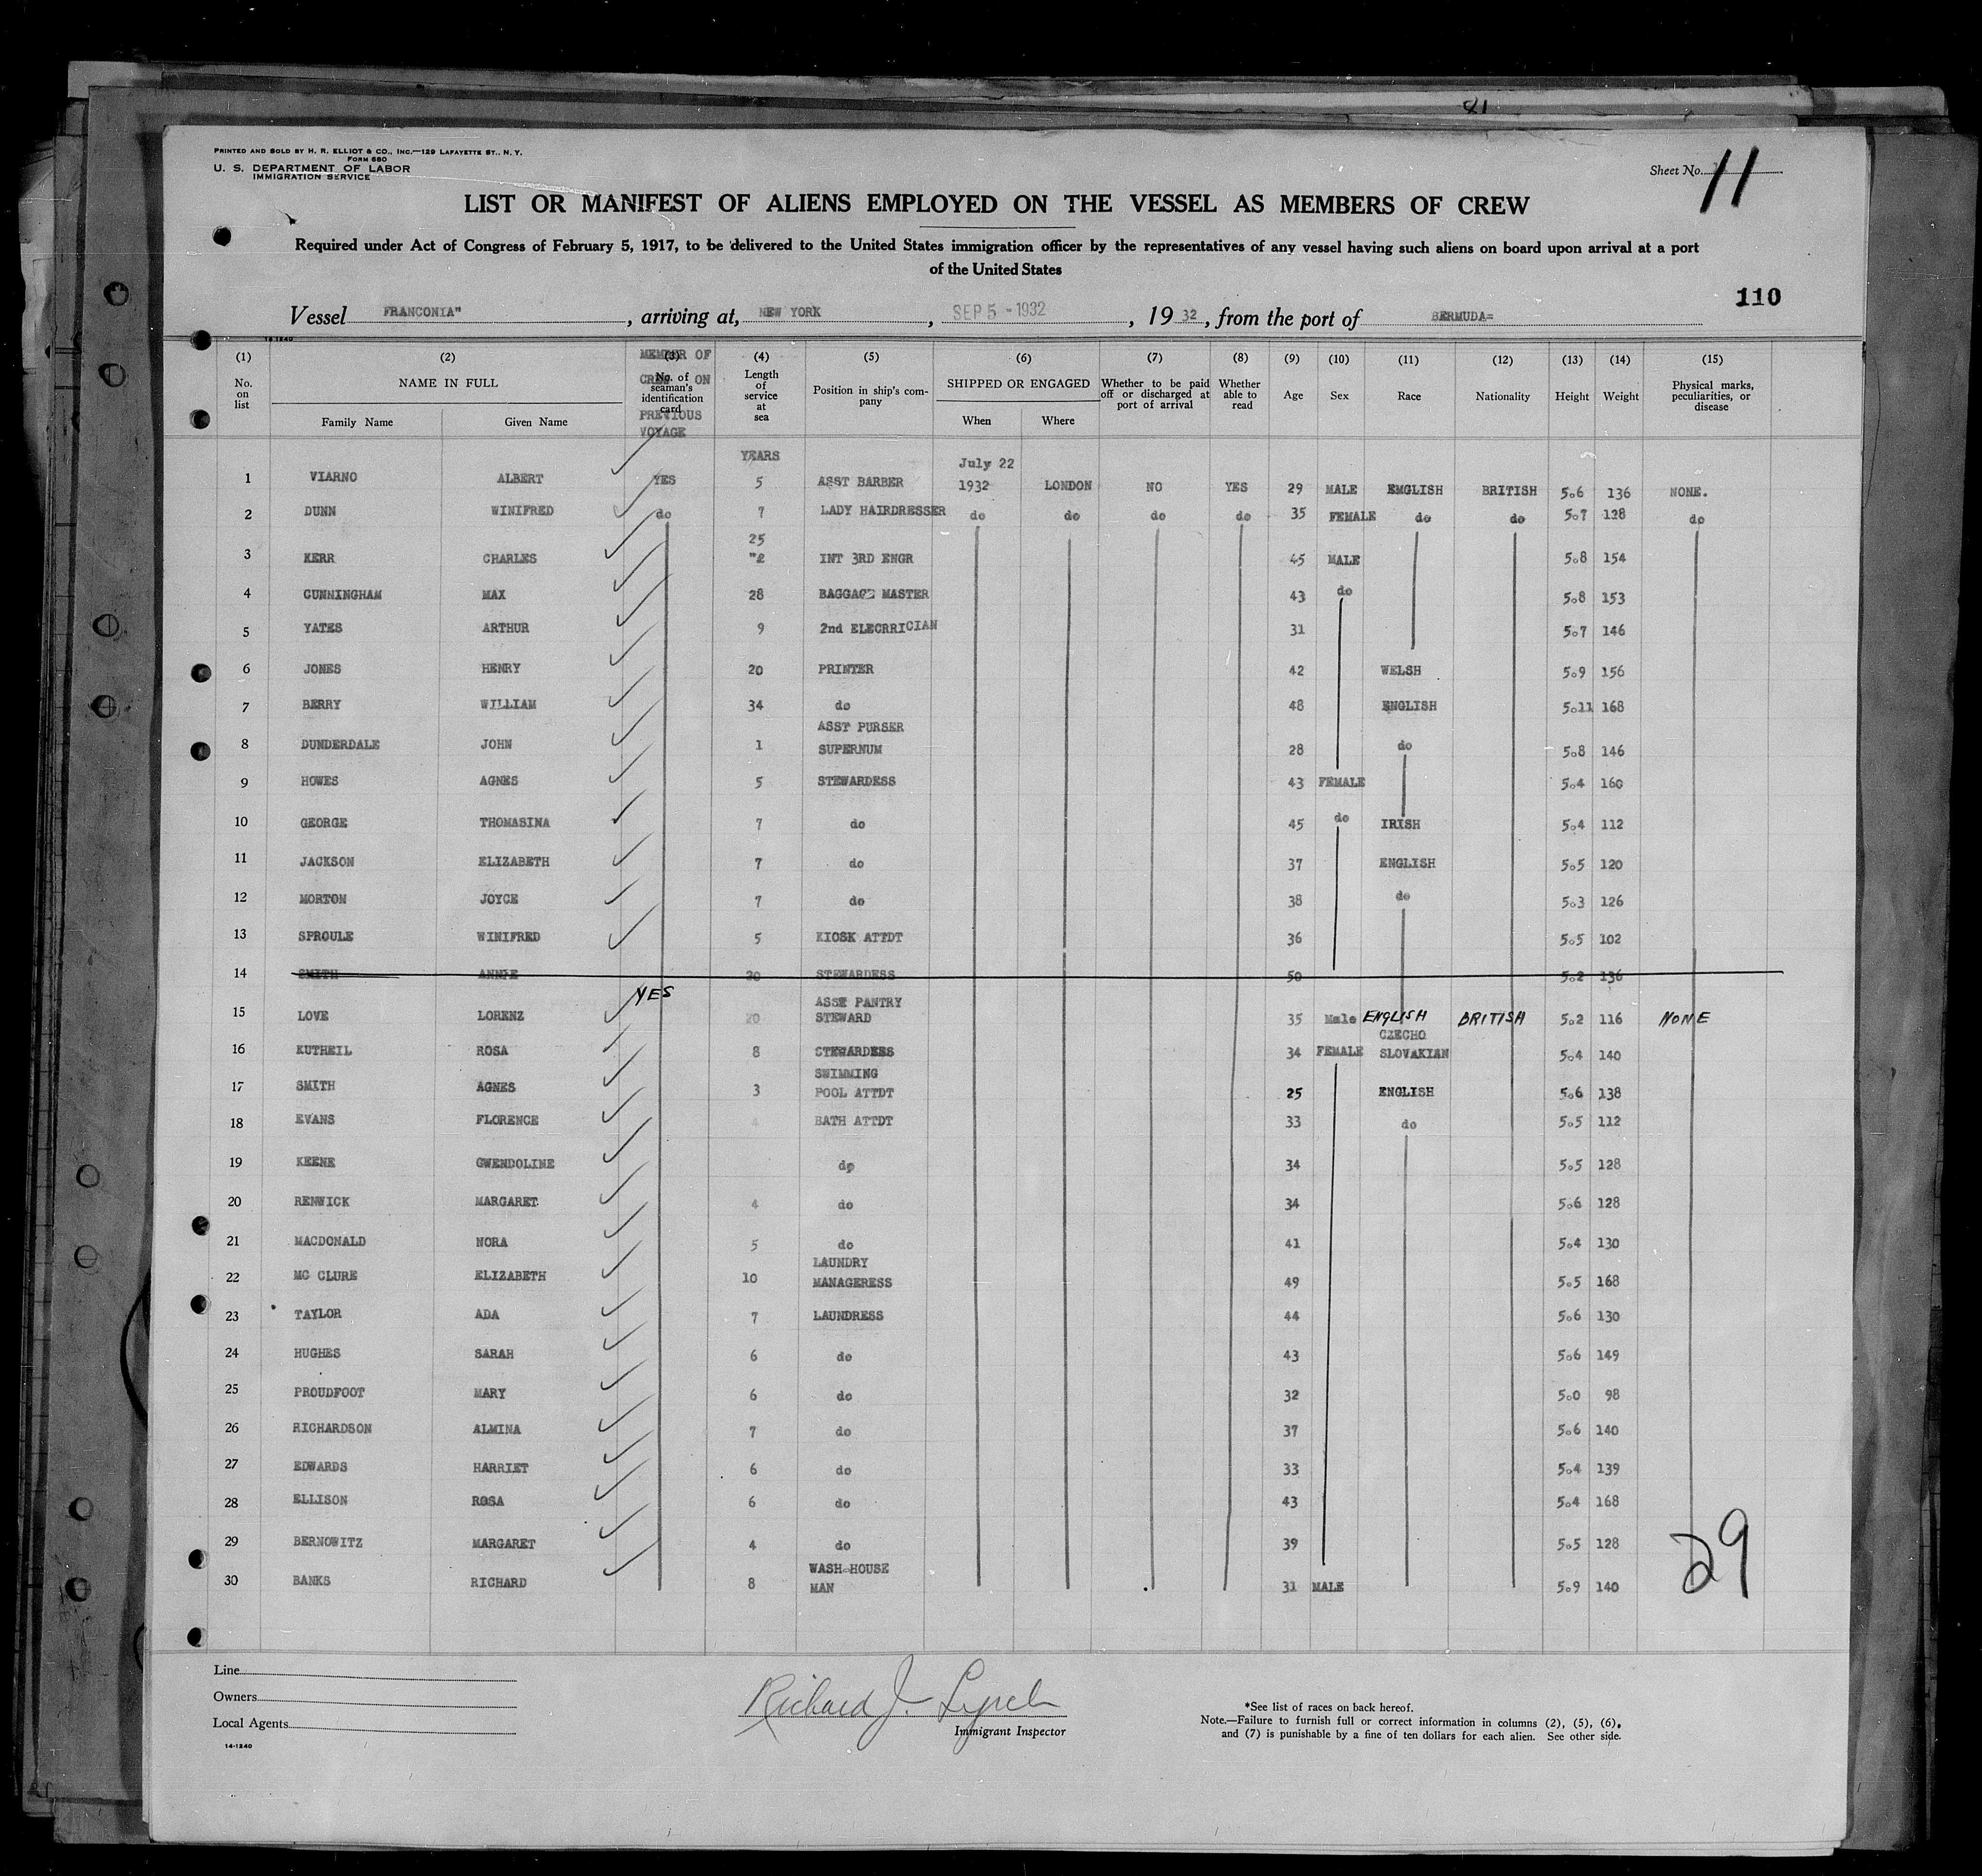 81
PRINTED AND SOLD BY H. R. ELLIOT & CO., INC.—129 LAFAYETTE ST., N. Y.
FORM 680
U. S. DEPARTMENT OF LABOR
IMMIGRATION SERVICE
Sheet No. 11
LIST OR MANIFEST OF ALIENS EMPLOYED ON THE VESSEL AS MEMBERS OF CREW
Required under Act of Congress of February 5, 1917, to be delivered to the United States immigration officer by the representatives of any vessel having such aliens on board upon arrival at a port
of the United States
110
Vessel FRANCONIA", arriving at, NEW YORK, SEP 5 - 1932, 19 32, from the port of BERMUDA=
14-1240
(1) (2) (3) (4) (5) (6) (7) (8) (9) (10) (11) (12) (13) (14) (15)
No. on list NAME IN FULL Family Name Given Name No. of seaman's identification card MEMBER OF CREW ON PREVIOUS VOYAGE Length of service at sea Position in ship's company SHIPPED OR ENGAGED When Where Whether to be paid off or discharged at port of arrival Whether able to read Age Sex Race Nationality Height Weight Physical marks, peculiarities, or disease
YEARS July 22
1 VIARNO ALBERT YES 5 ASST BARBER 1932 LONDON NO YES 29 MALE EMGLISH BRITISH 5.6 136 NONE.
2 DUNN WINIFRED do 7 LADY HAIRDRESSER do do do do 35 FEMALE do do 5.7 128 do
25
3 KERR CHARLES INT 3RD ENGR 45 MALE 5.8 154
4 CUNNINGHAM MAX 28 BAGGAGE MASTER 43 do 5.8 153
5 YATES ARTHUR 9 2nd ELECRRICIAN 31 5.7 146
6 JONES HENRY 20 PRINTER 42 WELSH 5.9 156
7 BERRY WILLIAM 34 do 48 ENGLISH 5.11 168
ASST PURSER
8 DUNDERDALE JOHN 1 SUPERNUM 28 do 5.8 146
9 HOWES AGNES 5 STEWARDESS 43 FEMALE 5.4 160
10 GEORGE THOMASINA 7 do 45 do IRISH 5.4 112
11 JACKSON ELIZABETH 7 do 37 ENGLISH 5.5 120
12 MORTON JOYCE 7 do 38 do 5.3 126
13 SPROULE WINIFRED 5 KIOSK ATTDT 36 5.5 102
14 SMITH ANNIE 20 STEWARDESS 50 5.2 136
YES ASST PANTRY
15 LOVE LORENZ 20 STEWARD 35 Male ENGLISH BRITISH 5.2 116 NONE
CZECHO
16 KUTHEIL ROSA 8 STEWARDESS 34 FEMALE SLOVAKIAN 5.4 140
SWIMMING
17 SMITH AGNES 3 POOL ATTDT 25 ENGLISH 5.6 138
18 EVANS FLORENCE 4 BATH ATTDT 33 do 5.5 112
19 KEENE GWENDOLINE do 34 5.5 128
20 RENWICK MARGARET 4 do 34 5.6 128
21 MACDONALD NORA 5 do 41 5.4 130
LAUNDRY
22 MC CLURE ELIZABETH 10 MANAGERESS 49 5.5 168
23 TAYLOR ADA 7 LAUNDRESS 44 5.6 130
24 HUGHES SARAH 6 do 43 5.6 149
25 PROUDFOOT MARY 6 do 32 5.0 98
26 RICHARDSON ALMINA 7 do 37 5.6 140
27 EDWARDS HARRIET 6 do 33 5.4 139
28 ELLISON ROSA 6 do 43 5.4 168
29 BERNOWITZ MARGARET 4 do 39 5.5 128
WASH-HOUSE
30 BANKS RICHARD 8 MAN 31 MALE 5.9 140
29
Line
Owners
Local Agents
14-1240
Richard J. Lynch
Immigrant Inspector
*See list of races on back hereof.
Note.—Failure to furnish full or correct information in columns (2), (5), (6),
and (7) is punishable by a fine of ten dollars for each alien. See other side.